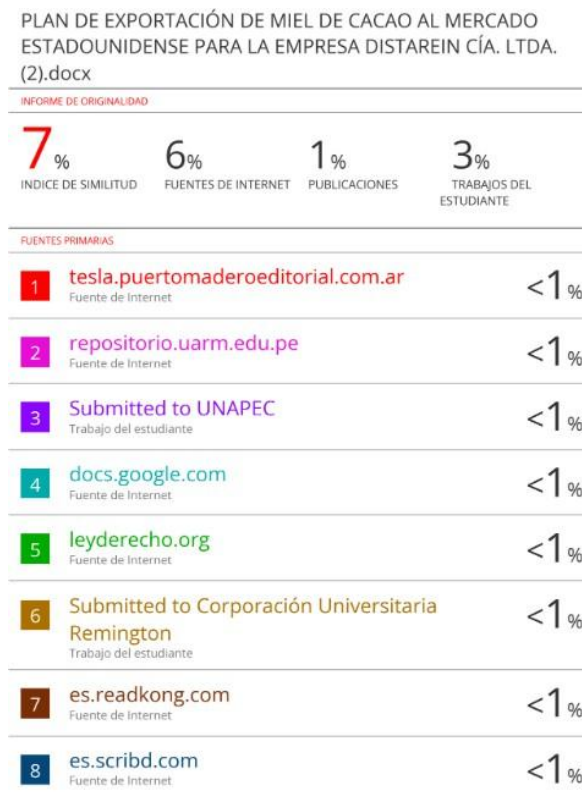 PLAN DE EXPORTACIÓN DE MIEL DE CACAO AL MERCADO
ESTADOUNIDENSE PARA LA EMPRESA DISTAREIN CÍA. LTDA.
(2).docx
INFORME DE ORIGINALIDAD
7%
INDICE DE SIMILITUD
6%
FUENTES DE INTERNET
1%
PUBLICACIONES
3%
TRABAJOS DEL
ESTUDIANTE
FUENTES PRIMARIAS
1 tesla.puertomaderoeditorial.com.ar <1%
Fuente de Internet
2 repositorio.uarm.edu.pe <1%
Fuente de Internet
3 Submitted to UNAPEC <1%
Trabajo del estudiante
4 docs.google.com <1%
Fuente de Internet
5 leyderecho.org <1%
Fuente de Internet
6 Submitted to Corporación Universitaria <1%
Remington
Trabajo del estudiante
7 es.readkong.com <1%
Fuente de Internet
8 es.scribd.com <1%
Fuente de Internet